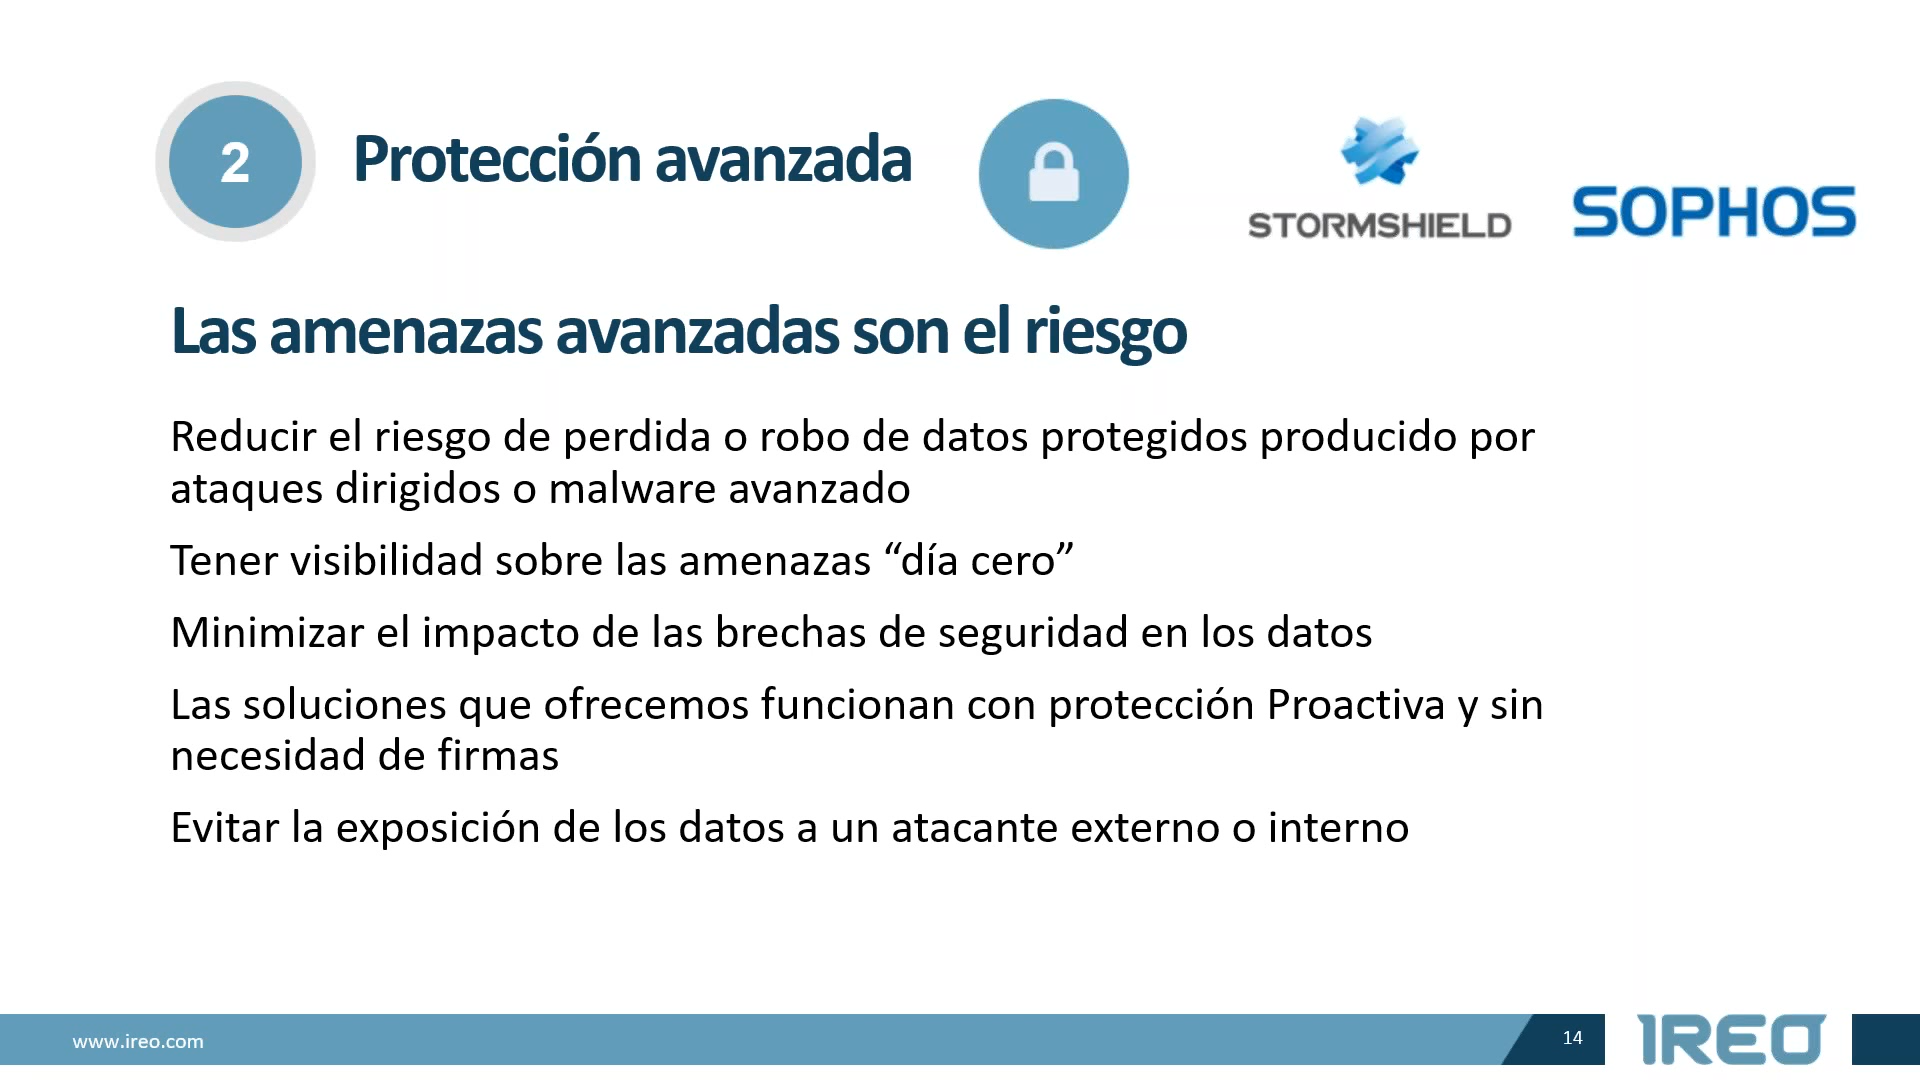 2
Protección avanzada
STORMSHIELD
SOPHOS
Las amenazas avanzadas son el riesgo
Reducir el riesgo de perdida o robo de datos protegidos producido por
ataques dirigidos o malware avanzado
Tener visibilidad sobre las amenazas “día cero”
Minimizar el impacto de las brechas de seguridad en los datos
Las soluciones que ofrecemos funcionan con protección Proactiva y sin
necesidad de firmas
Evitar la exposición de los datos a un atacante externo o interno
www.ireo.com
14
IREO